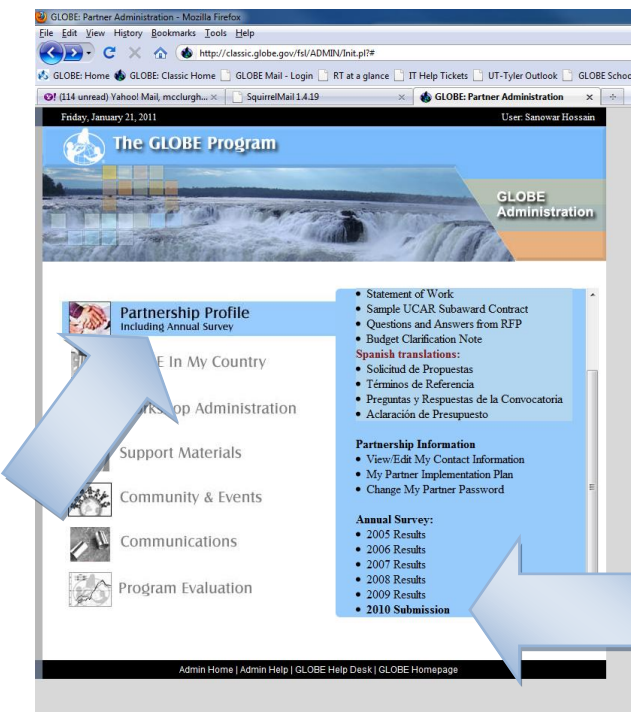 GLOBE: Partner Administration - Mozilla Firefox
File Edit View History Bookmarks Tools Help
http://classic.globe.gov/fsl/ADMIN/Init.pl?#
GLOBE: Home GLOBE: Classic Home GLOBE Mail - Login RT at a glance IT Help Tickets UT-Tyler Outlook GLOBE Schoo
(114 unread) Yahoo! Mail, mcclurgh... SquirrelMail 1.4.19 GLOBE: Partner Administration
Friday, January 21, 2011 User: Sanowar Hossain
The GLOBE Program
GLOBE
Administration
Partnership Profile
Including Annual Survey
E In My Country
kshop Administration
Support Materials
Community & Events
Communications
Program Evaluation
• Statement of Work
• Sample UCAR Subaward Contract
• Questions and Answers from RFP
• Budget Clarification Note
Spanish translations:
• Solicitud de Propuestas
• Términos de Referencia
• Preguntas y Respuestas de la Convocatoria
• Aclaración de Presupuesto
Partnership Information
• View/Edit My Contact Information
• My Partner Implementation Plan
• Change My Partner Password
Annual Survey:
• 2005 Results
• 2006 Results
• 2007 Results
• 2008 Results
• 2009 Results
• 2010 Submission
Admin Home | Admin Help | GLOBE Help Desk | GLOBE Homepage